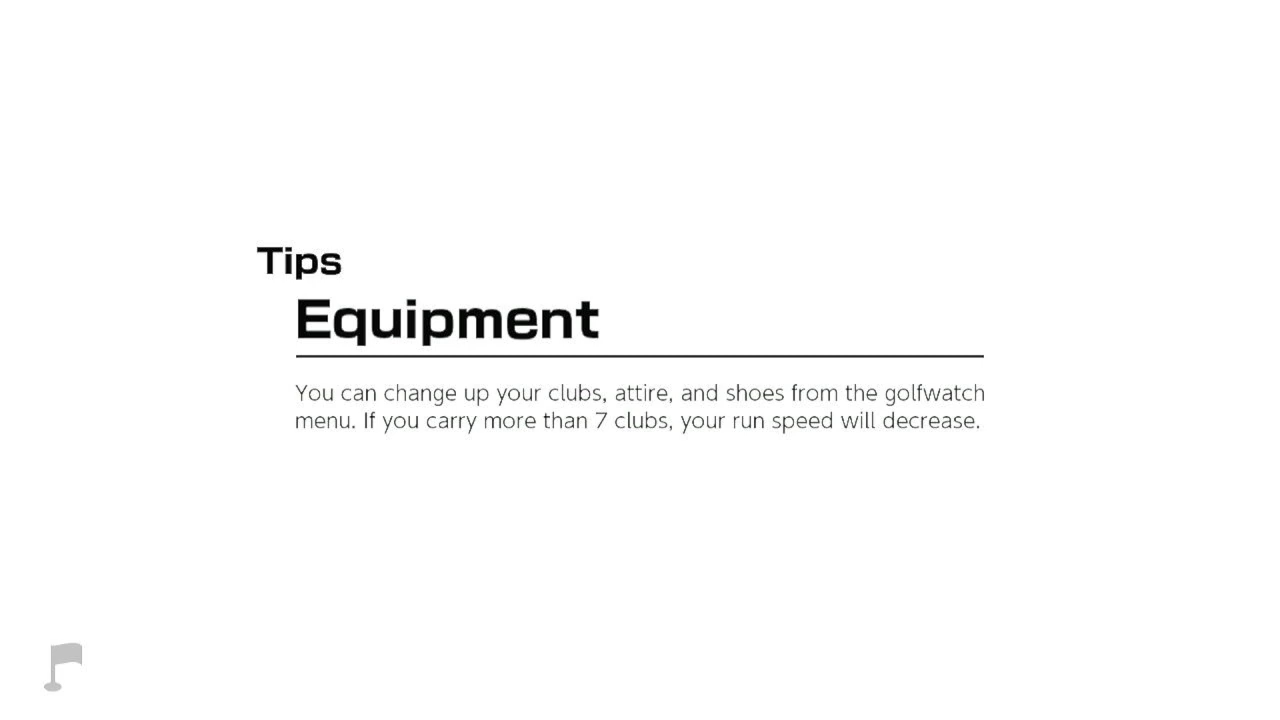 Tips
Equipment
You can change up your clubs, attire, and shoes from the golfwatch
menu. If you carry more than 7 clubs, your run speed will decrease.